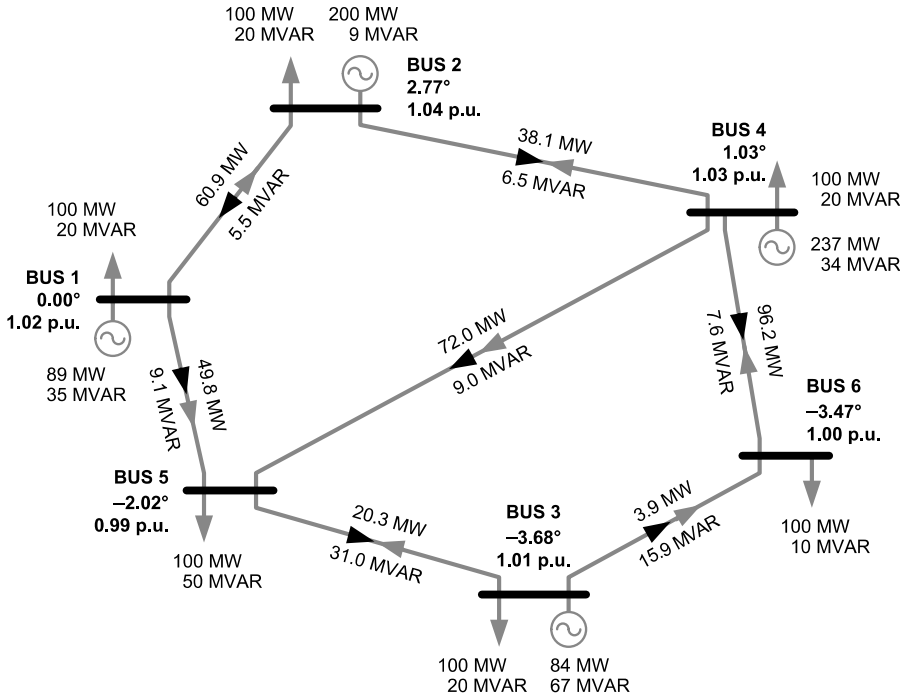 100 MW
20 MVAR
200 MW
9 MVAR
BUS 2
2.77°
1.04 p.u.
38.1 MW
6.5 MVAR
BUS 4
1.03°
1.03 p.u.
100 MW
20 MVAR
237 MW
34 MVAR
60.9 MW
5.5 MVAR
100 MW
20 MVAR
BUS 1
0.00°
1.02 p.u.
89 MW
35 MVAR
49.8 MW
9.1 MVAR
72.0 MW
9.0 MVAR
96.2 MW
7.6 MVAR
BUS 6
–3.47°
1.00 p.u.
100 MW
10 MVAR
BUS 5
–2.02°
0.99 p.u.
100 MW
50 MVAR
20.3 MW
31.0 MVAR
BUS 3
–3.68°
1.01 p.u.
3.9 MW
15.9 MVAR
100 MW
20 MVAR
84 MW
67 MVAR